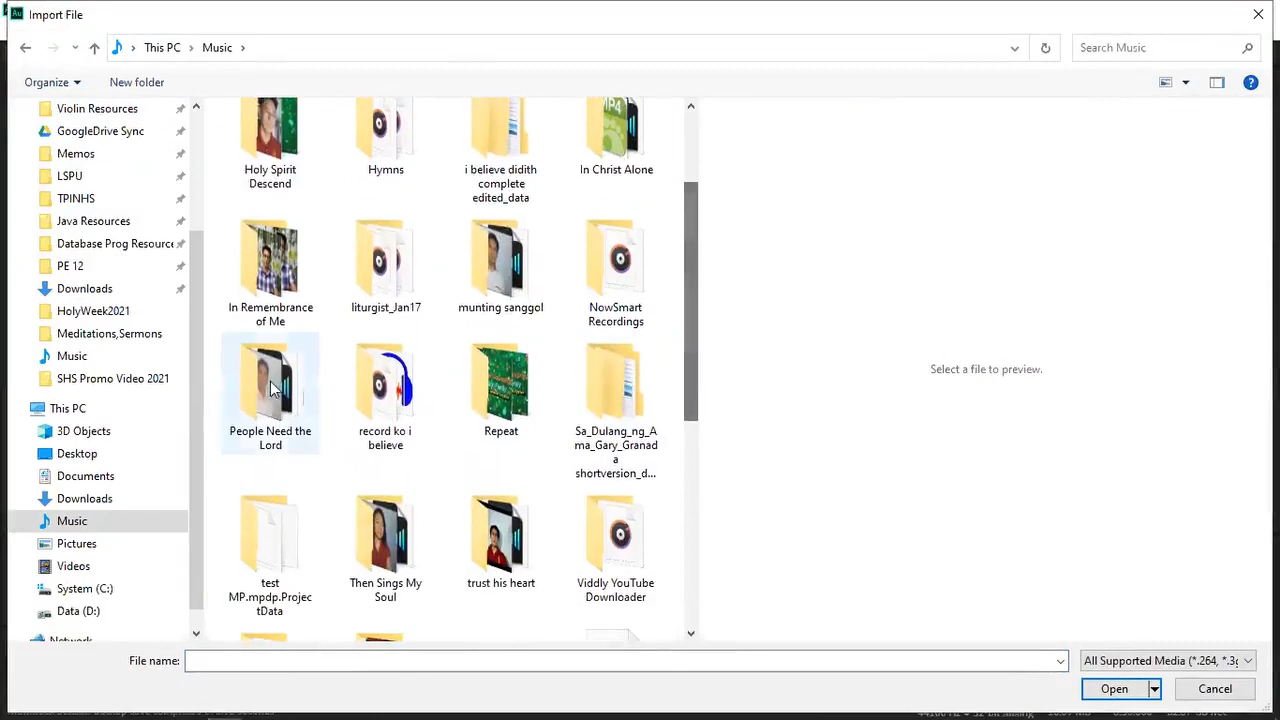 Au Import File
This PC > Music >
Search Music
Organize
New folder
Violin Resources
GoogleDrive Sync
Memos
LSPU
TPINHS
Java Resources
Database Prog Resource
PE 12
Downloads
HolyWeek2021
Meditations,Sermons
Music
SHS Promo Video 2021
This PC
3D Objects
Desktop
Documents
Downloads
Music
Pictures
Videos
System (C:)
Data (D:)
Network
MP4
Holy Spirit
Descend
Hymns
i believe didith
complete
edited_data
In Christ Alone
In Remembrance
of Me
liturgist_Jan17
munting sanggol
NowSmart
Recordings
People Need the
Lord
record ko i
believe
Repeat
Sa_Dulang_ng_A
ma_Gary_Granad
a
shortversion_d...
test
MP.mpdp.Projec
tData
Then Sings My
Soul
trust his heart
Viddly YouTube
Downloader
Select a file to preview.
File name:
All Supported Media (*.264, *.3g
Open
Cancel